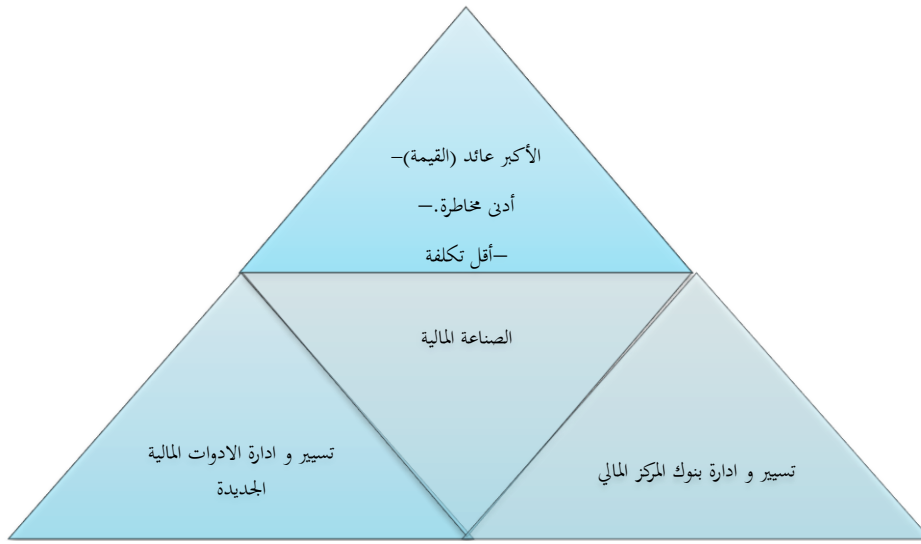 الأكبر عائد (القيمة)–
أدنى مخاطرة.–
–أقل تكلفة
الصناعة المالية
تسيير و ادارة بنوك المركز المالي
تسيير و ادارة الادوات المالية
الجديدة